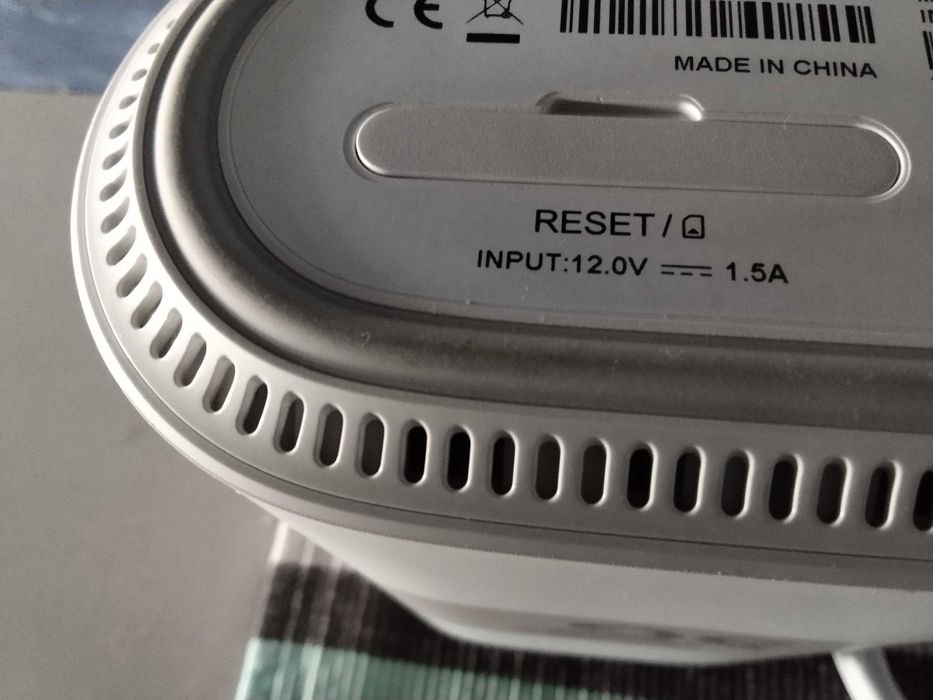 CE
MADE IN CHINA
RESET /
INPUT:12.0V 1.5A